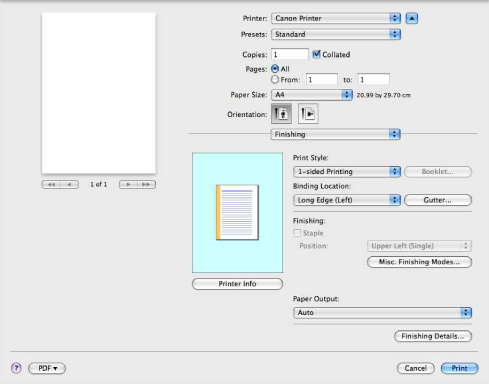 Printer: Canon Printer
Presets: Standard
Copies: 1 Collated
Pages: All
From: 1 to: 1
Paper Size: A4 20.99 by 29.70 cm
Orientation:
Finishing
1 of 1
Print Style:
1-sided Printing Booklet...
Binding Location:
Long Edge (Left) Gutter...
Finishing:
Staple
Position: Upper Left (Single)
Misc. Finishing Modes...
Printer Info
Paper Output:
Auto
Finishing Details...
? PDF Cancel Print